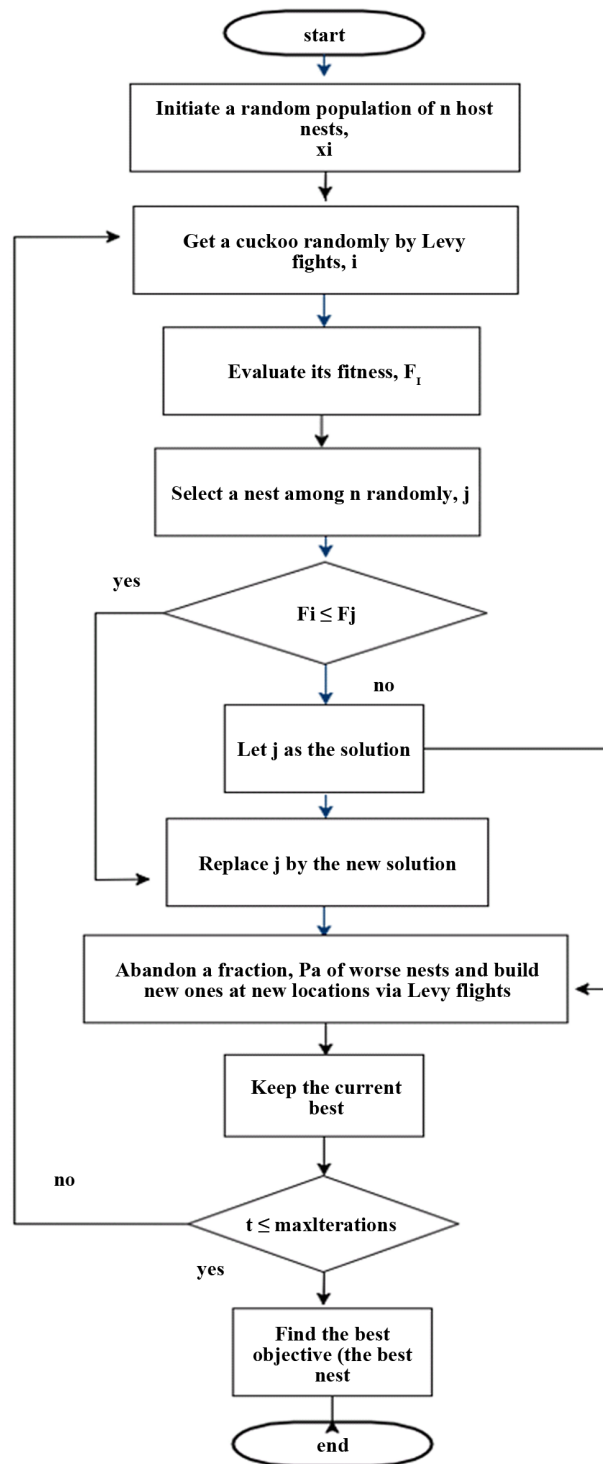 start
Initiate a random population of n host
nests,
xi
Get a cuckoo randomly by Levy
fights, i
Evaluate its fitness, F_I
Select a nest among n randomly, j
yes
Fi ≤ Fj
no
Let j as the solution
Replace j by the new solution
Abandon a fraction, Pa of worse nests and build
new ones at new locations via Levy flights
Keep the current
best
no
t ≤ maxlterations
yes
Find the best
objective (the best
nest
end